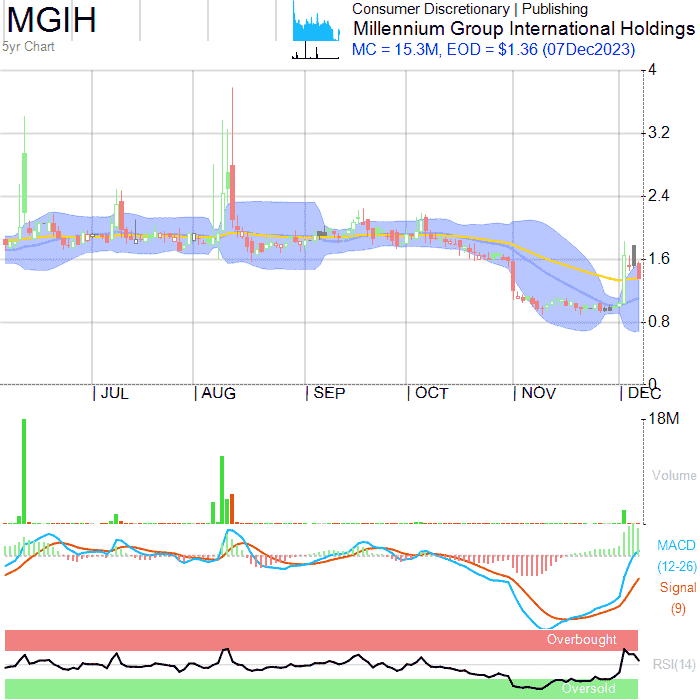 MGIH
5yr Chart
Consumer Discretionary | Publishing
Millennium Group International Holdings
MC = 15.3M, EOD = $1.36 (07Dec2023)
4
3.2
2.4
1.6
0.8
0
JUL
AUG
SEP
OCT
NOV
DEC
18M
Volume
MACD
(12-26)
Signal
(9)
Overbought
RSI(14)
Oversold